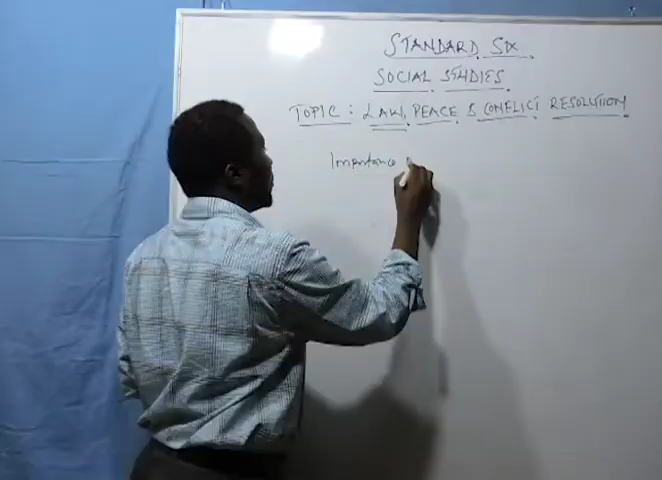 STANDARD SIX
SOCIAL STUDIES
TOPIC: LAW, PEACE & CONFLICT RESOLUTION
Importance